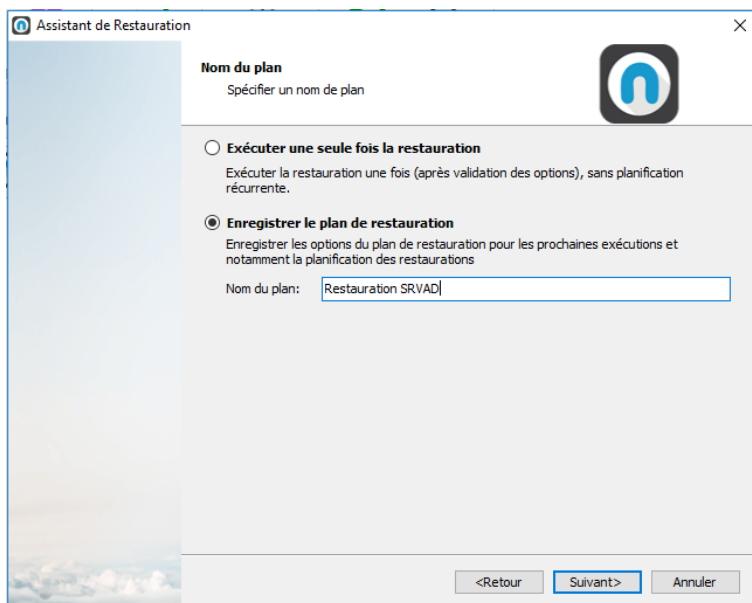 Assistant de Restauration
Nom du plan
Spécifier un nom de plan
Exécuter une seule fois la restauration
Exécuter la restauration une fois (après validation des options), sans planification
récurrente.
Enregistrer le plan de restauration
Enregistrer les options du plan de restauration pour les prochaines exécutions et
notamment la planification des restaurations
Nom du plan: Restauration SRVAD
<Retour Suivant> Annuler